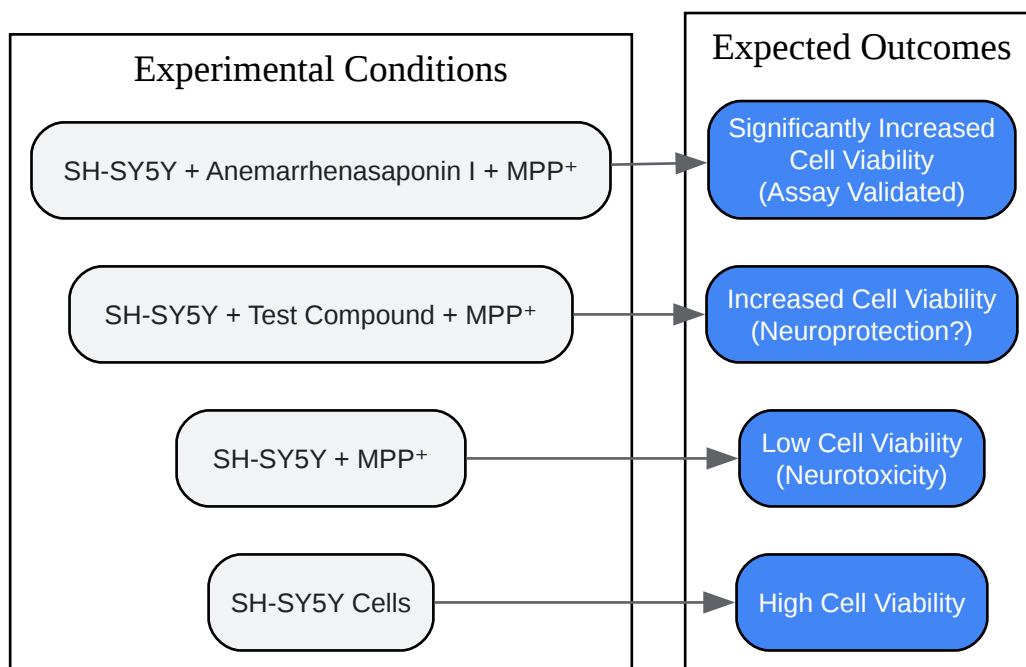 Experimental Conditions
SH-SY5Y + Anemarrhenasaponin I + MPP⁺
SH-SY5Y + Test Compound + MPP⁺
SH-SY5Y + MPP⁺
SH-SY5Y Cells
Expected Outcomes
Significantly Increased
Cell Viability
(Assay Validated)
Increased Cell Viability
(Neuroprotection?)
Low Cell Viability
(Neurotoxicity)
High Cell Viability